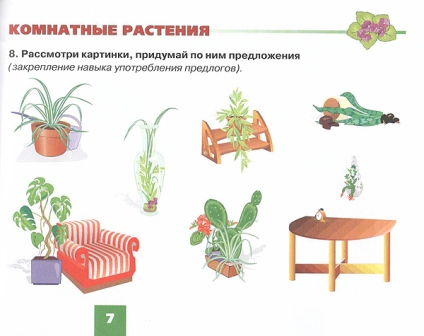 КОМНАТНЫЕ РАСТЕНИЯ
8. Рассмотри картинки, придумай по ним предложения
(закрепление навыка употребления предлогов).
7